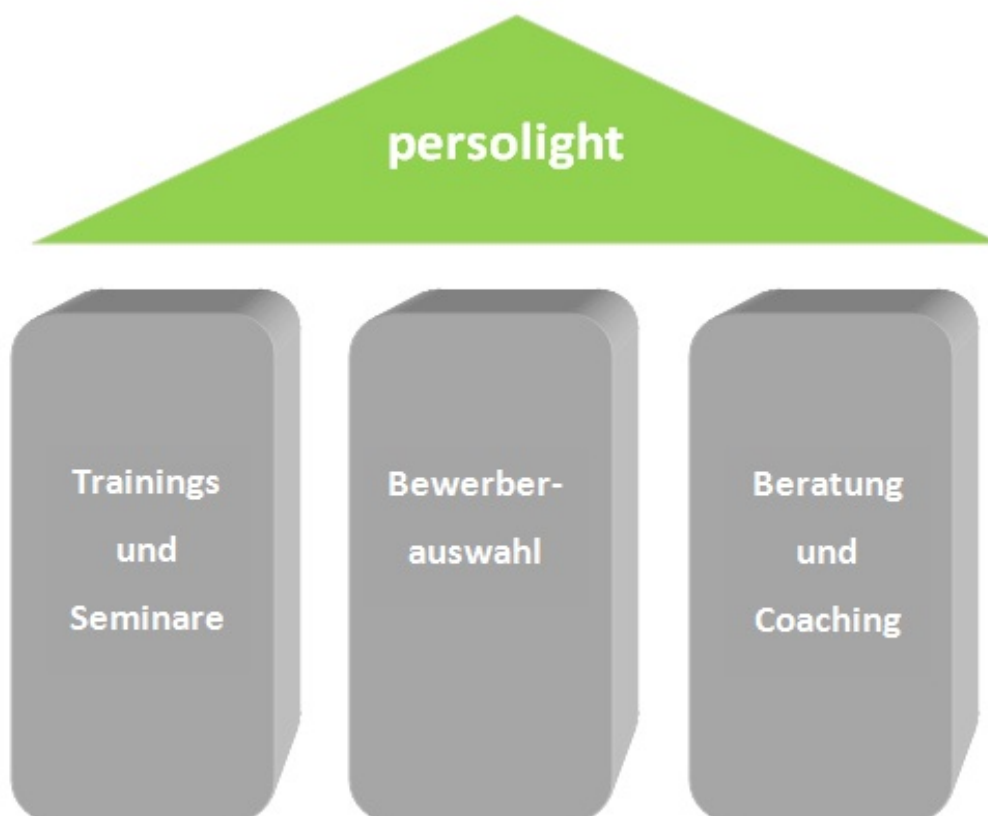 persolight
Trainings
und
Seminare
Bewerber-
auswahl
Beratung
und
Coaching